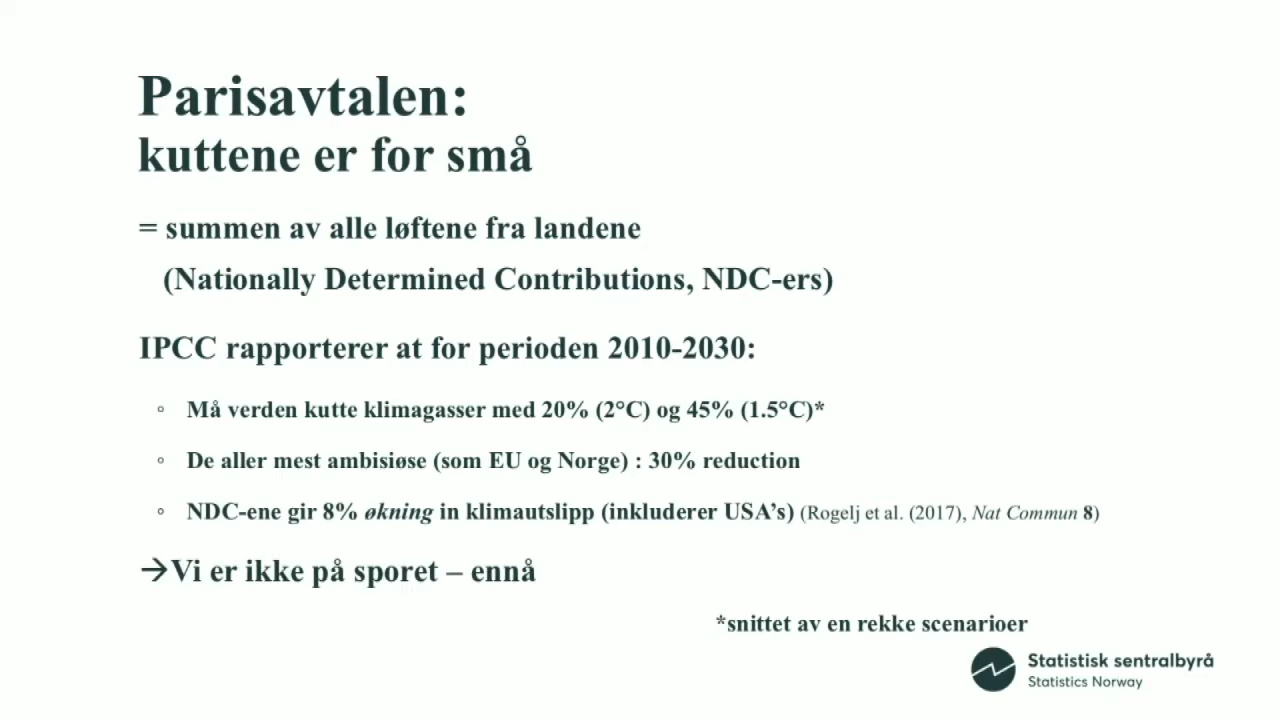 Parisavtalen:
kuttene er for små
= summen av alle løftene fra landene
(Nationally Determined Contributions, NDC-ers)
IPCC rapporterer at for perioden 2010-2030:
◦ Må verden kutte klimagasser med 20% (2°C) og 45% (1.5°C)*
◦ De aller mest ambisiøse (som EU og Norge) : 30% reduction
◦ NDC-ene gir 8% økning in klimautslipp (inkluderer USA’s) (Rogelj et al. (2017), Nat Commun 8)
→Vi er ikke på sporet – ennå
*snittet av en rekke scenarioer
Statistisk sentralbyrå
Statistics Norway